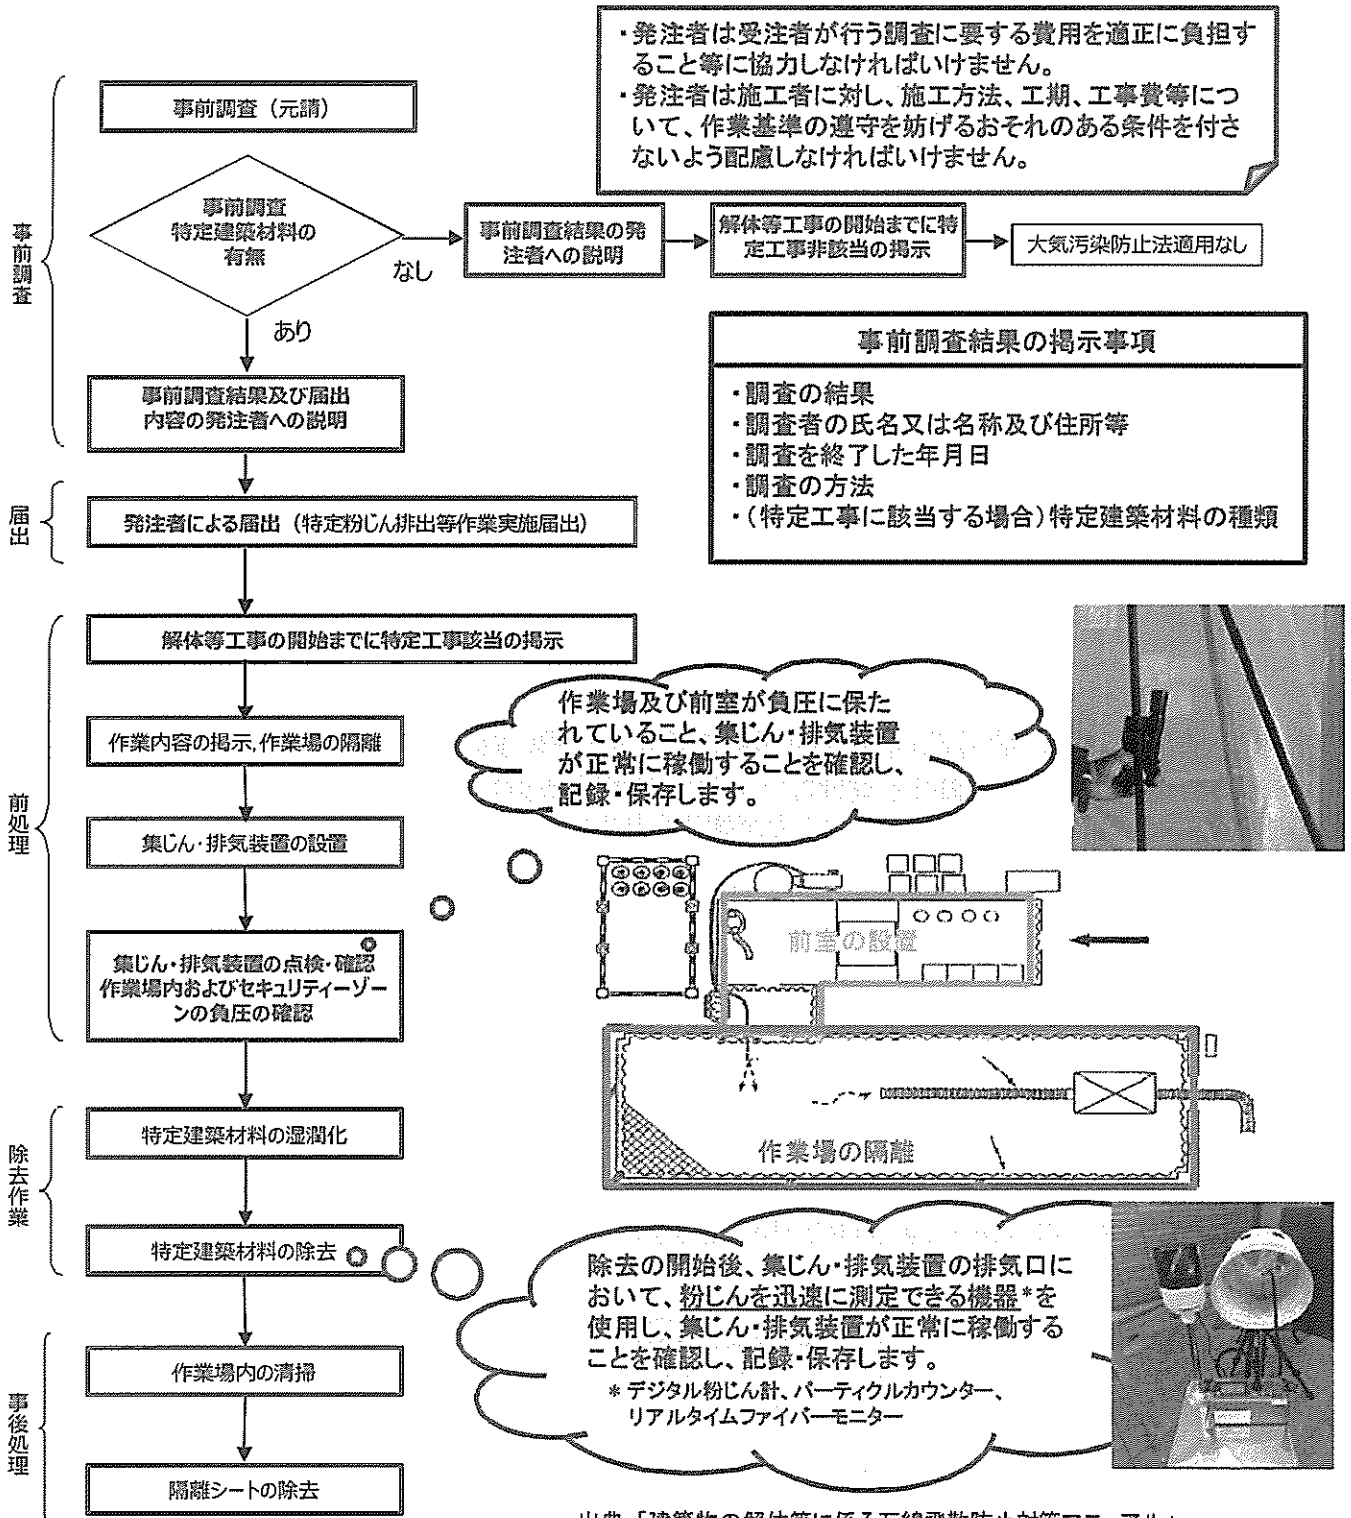 ・発注者は受注者が行う調査に要する費用を適正に負担す
ること等に協力しなければいけません。
・発注者は施工者に対し、施工方法、工期、工事費等につ
いて、作業基準の遵守を妨げるおそれのある条件を付さ
ないよう配慮しなければいけません。
事前調査
事前調査（元請）
事前調査
特定建築材料の
有無
なし
事前調査結果の発
注者への説明
解体等工事の開始までに特
定工事非該当の掲示
大気汚染防止法適用なし
あり
事前調査結果及び届出
内容の発注者への説明
事前調査結果の掲示事項
・調査の結果
・調査者の氏名又は名称及び住所等
・調査を終了した年月日
・調査の方法
・（特定工事に該当する場合）特定建築材料の種類
届出
発注者による届出（特定粉じん排出等作業実施届出）
前処理
解体等工事の開始までに特定工事該当の掲示
作業内容の掲示,作業場の隔離
集じん・排気装置の設置
集じん・排気装置の点検・確認
作業場内およびセキュリティーゾー
ンの負圧の確認
作業場及び前室が負圧に保た
れていること、集じん・排気装置
が正常に稼働することを確認し、
記録・保存します。
前室の設置
作業場の隔離
除去作業
特定建築材料の湿潤化
特定建築材料の除去
除去の開始後、集じん・排気装置の排気口に
おいて、粉じんを迅速に測定できる機器*を
使用し、集じん・排気装置が正常に稼働する
ことを確認し、記録・保存します。
* デジタル粉じん計、パーティクルカウンター、
リアルタイムファイバーモニター
事後処理
作業場内の清掃
隔離シートの除去
出典「建築物の解体等に係る石綿飛散防止対策マニュアル」